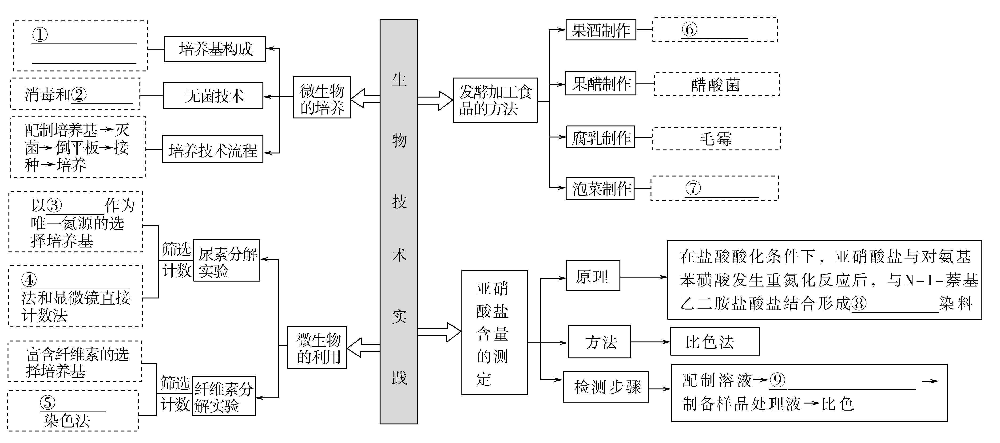 ①
培养基构成
消毒和②
无菌技术
配制培养基→灭
菌→倒平板→接
种→培养
培养技术流程
微生物
的培养
以③作为
唯一氮源的选
择培养基
④
法和显微镜直接
计数法
筛选
计数
尿素分解
实验
富含纤维素的选
择培养基
⑤
染色法
筛选
计数
纤维素分
解实验
微生物
的利用
生
物
技
术
实
践
发酵加工食
品的方法
果酒制作
⑥
果醋制作
醋酸菌
腐乳制作
毛霉
泡菜制作
⑦
亚硝
酸盐
含量
的测
定
原理
在盐酸酸化条件下，亚硝酸盐与对氨基
苯磺酸发生重氮化反应后，与N-1-萘基
乙二胺盐酸盐结合形成⑧染料
方法
比色法
检测步骤
配制溶液→⑨→
制备样品处理液→比色